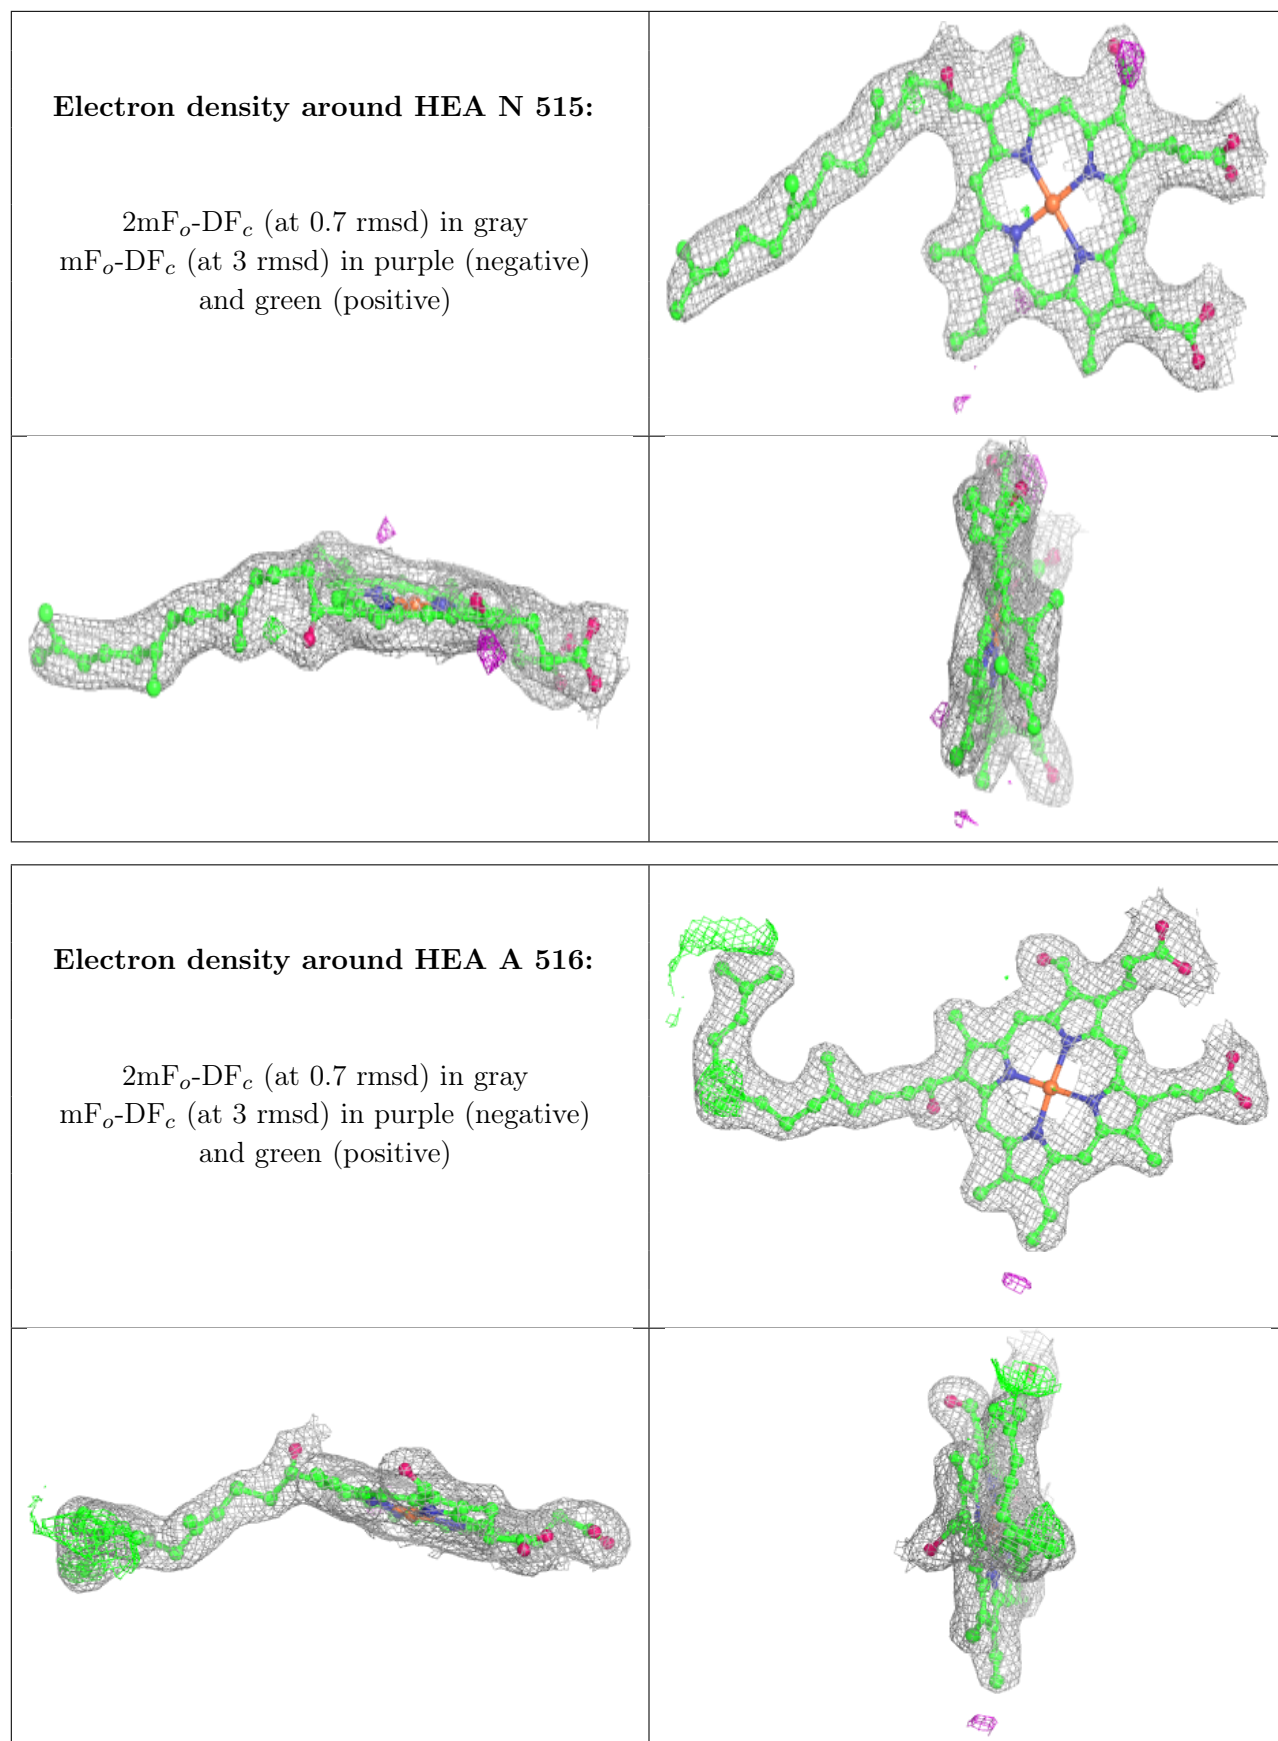 Electron density around HEA N 515:
2mFo-DFc (at 0.7 rmsd) in gray
mFo-DFc (at 3 rmsd) in purple (negative)
and green (positive)
Electron density around HEA A 516:
2mFo-DFc (at 0.7 rmsd) in gray
mFo-DFc (at 3 rmsd) in purple (negative)
and green (positive)